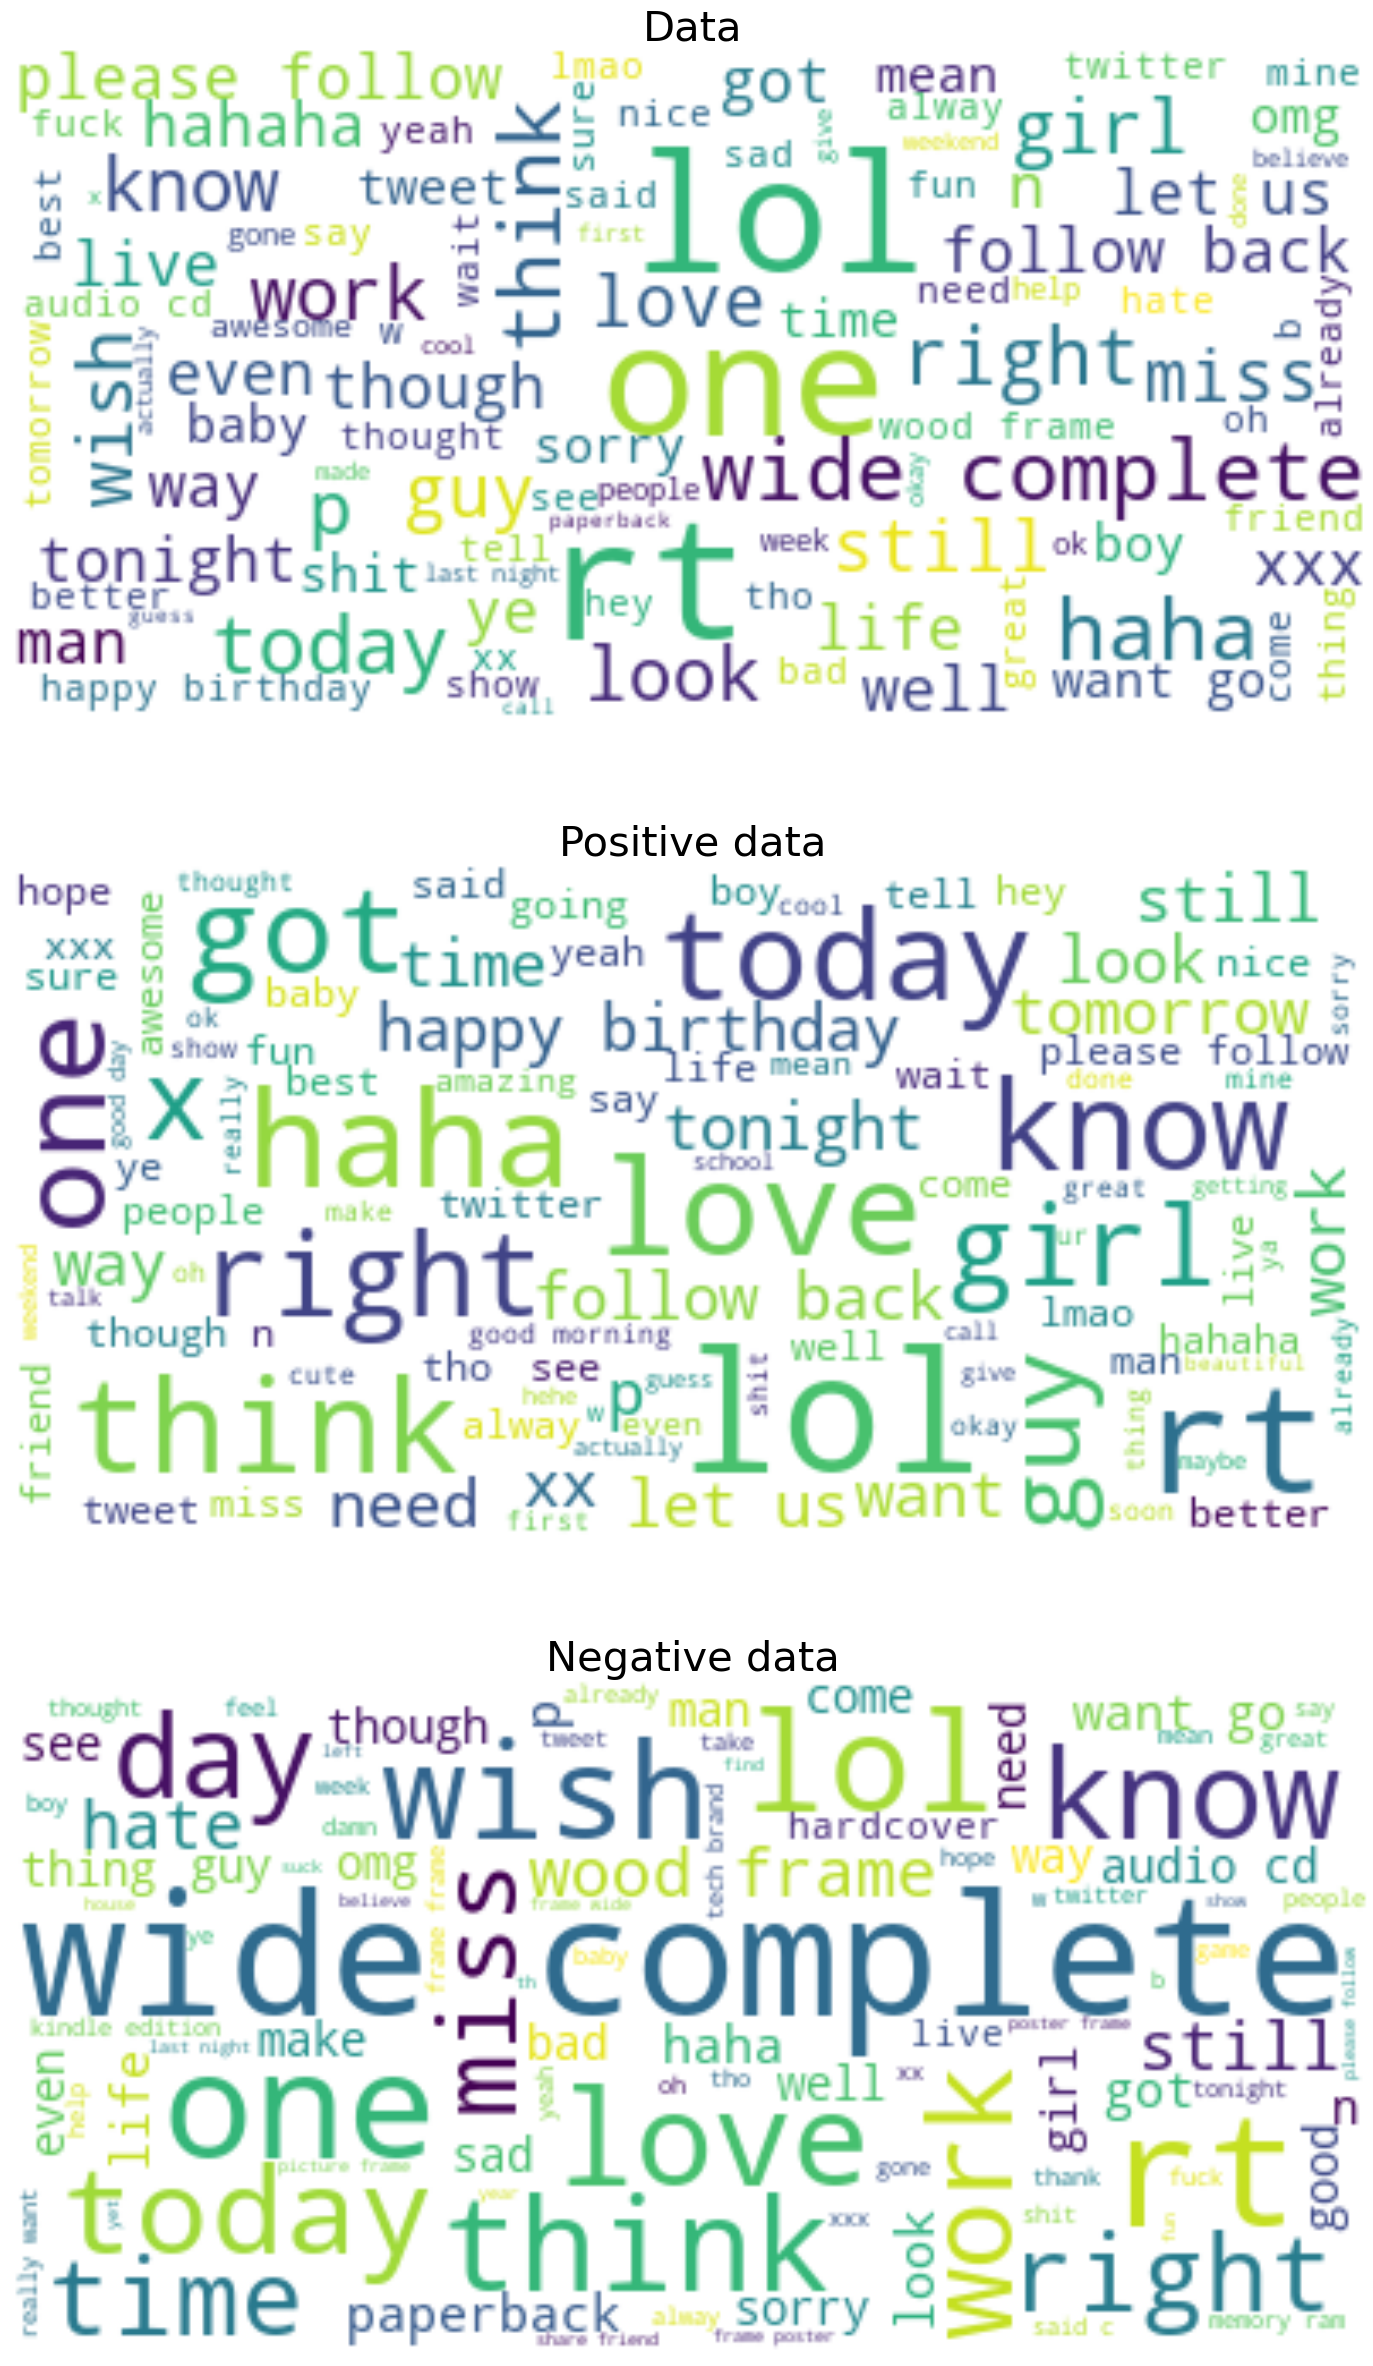 Data
please follow
lmao
got
mean
twitter
mine
fuck
hahaha
yeah
think
sure
nice
give
alway
weekend
girl
omg
believe
best
x
know
tweet
said
sad
lol
fun
n
let us
done
gone
say
wait
first
follow back
live
audio cd
work
love
time
need
help
hate
already
tomorrow
wish
actually
awesome
w
cool
even
though
one
right
miss
b
baby
thought
sorry
wood frame
oh
way
made
p
guy
see
people
paperback
wide complete
okay
friend
tonight
shit
tell
last night
rt
week
still
ok
boy
xxx
better
guess
ye
hey
tho
life
great
haha
come
thing
man
today
xx
show
call
look
bad
well
want go
happy birthday
Positive data
hope
thought
said
going
boy
cool
tell
hey
still
xxx
sure
awesome
got
time
yeah
today
look
nice
sorry
baby
ok
show
fun
happy birthday
tomorrow
please follow
one
good day
x
really
best
amazing
life
mean
say
wait
done
mine
haha
tonight
know
ye
school
love
come
great
getting
work
people
make
twitter
girl
ur
live
ya
weekend
way
oh
talk
right
follow back
lmao
though
n
good morning
well
call
hahaha
already
friend
think
cute
tho
see
hehe
p
guess
w
even
shit
lol
give
okay
guy
man
beautiful
thing
rt
maybe
alway
actually
tweet
miss
need
xx
first
let us
want
soon
better
Negative data
thought
feel
though
p
already
man
come
lol
need
want go
say
mean
great
see
day
left
week
wish
tweet
take
find
know
boy
hate
damn
tech brand
hardcover
thing
guy
suck
omg
frame frame
miss
wood frame
hope
way
audio cd
house
believe
frame wide
w
twitter
show
people
wide complete
ye
baby
th
game
b
please follow
kindle edition
last night
make
bad
haha
live
poster frame
still
even
help
life
one
yeah
oh
tho
well
xx
work
girl
got
tonight
n
love
sad
picture frame
gone
thank
rt
fuck
good
really want
today
yet
year
think
xxx
look
shit
fun
right
time
paperback
share friend
alway
sorry
frame poster
said c
memory ram